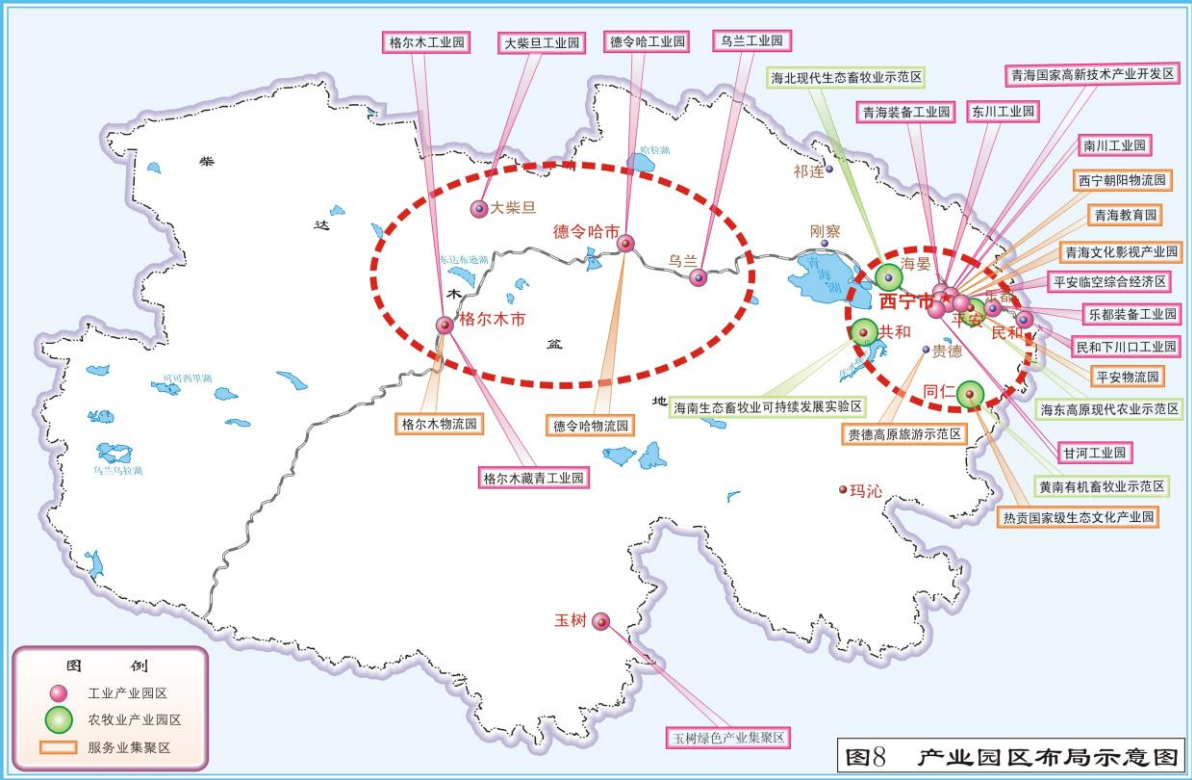 格尔木工业园
大柴旦工业园
德令哈工业园
乌兰工业园
海北现代生态畜牧业示范区
青海国家高新技术产业开发区
青海装备工业园
东川工业园
南川工业园
西宁朝阳物流园
青海教育园
青海文化影视产业园
平安临空综合经济区
乐都装备工业园
民和下川口工业园
平安物流园
海东高原现代农业示范区
甘河工业园
黄南有机畜牧业示范区
热贡国家级生态文化产业园
贵德高原旅游示范区
海南生态畜牧业可持续发展实验区
德令哈物流园
格尔木物流园
格尔木藏青工业园
玉树绿色产业集聚区
柴
达
木
盆
地
哈拉湖
祁连
大柴旦
德令哈市
刚察
乌兰
青海湖
海晏
西宁市
乐都
平安
民和
共和
贵德
同仁
格尔木市
可可西里湖
乌兰乌拉湖
玛沁
玉树
图 例
工业产业园区
农牧业产业园区
服务业集聚区
图8 产业园区布局示意图